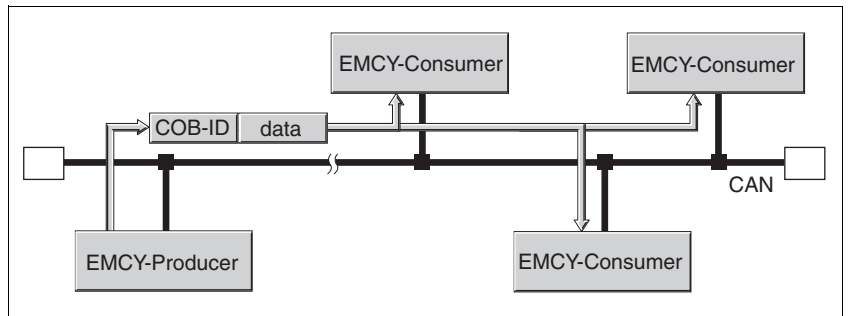 EMCY-Consumer
EMCY-Consumer
COB-ID
data
CAN
EMCY-Producer
EMCY-Consumer